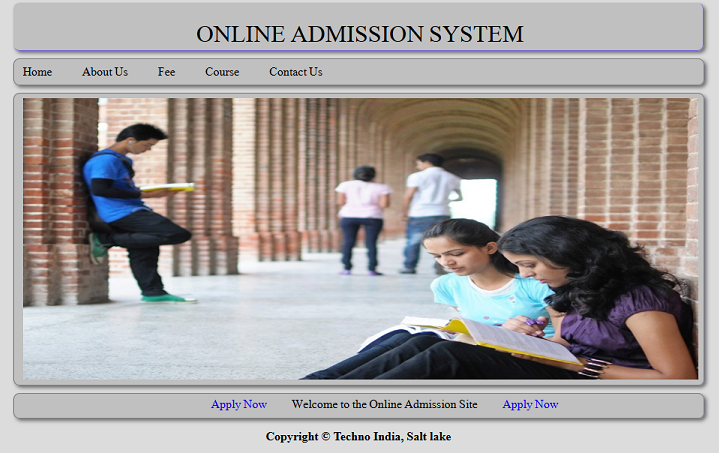 ONLINE ADMISSION SYSTEM
Home About Us Fee Course Contact Us
Apply Now Welcome to the Online Admission Site Apply Now
Copyright © Techno India, Salt lake